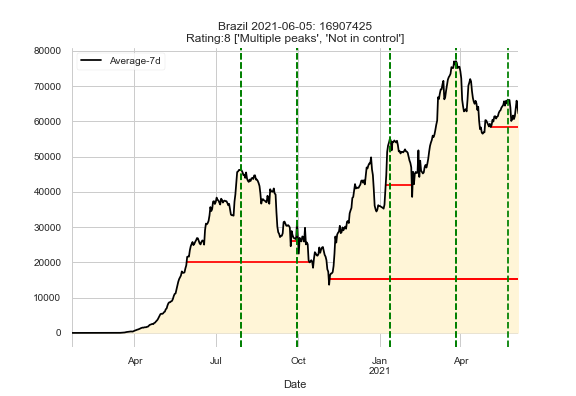 Brazil 2021-06-05: 16907425
Rating:8 ['Multiple peaks', 'Not in control']
Average-7d
80000
70000
60000
50000
40000
30000
20000
10000
0
Apr
Jul
Oct
Jan
2021
Apr
Date